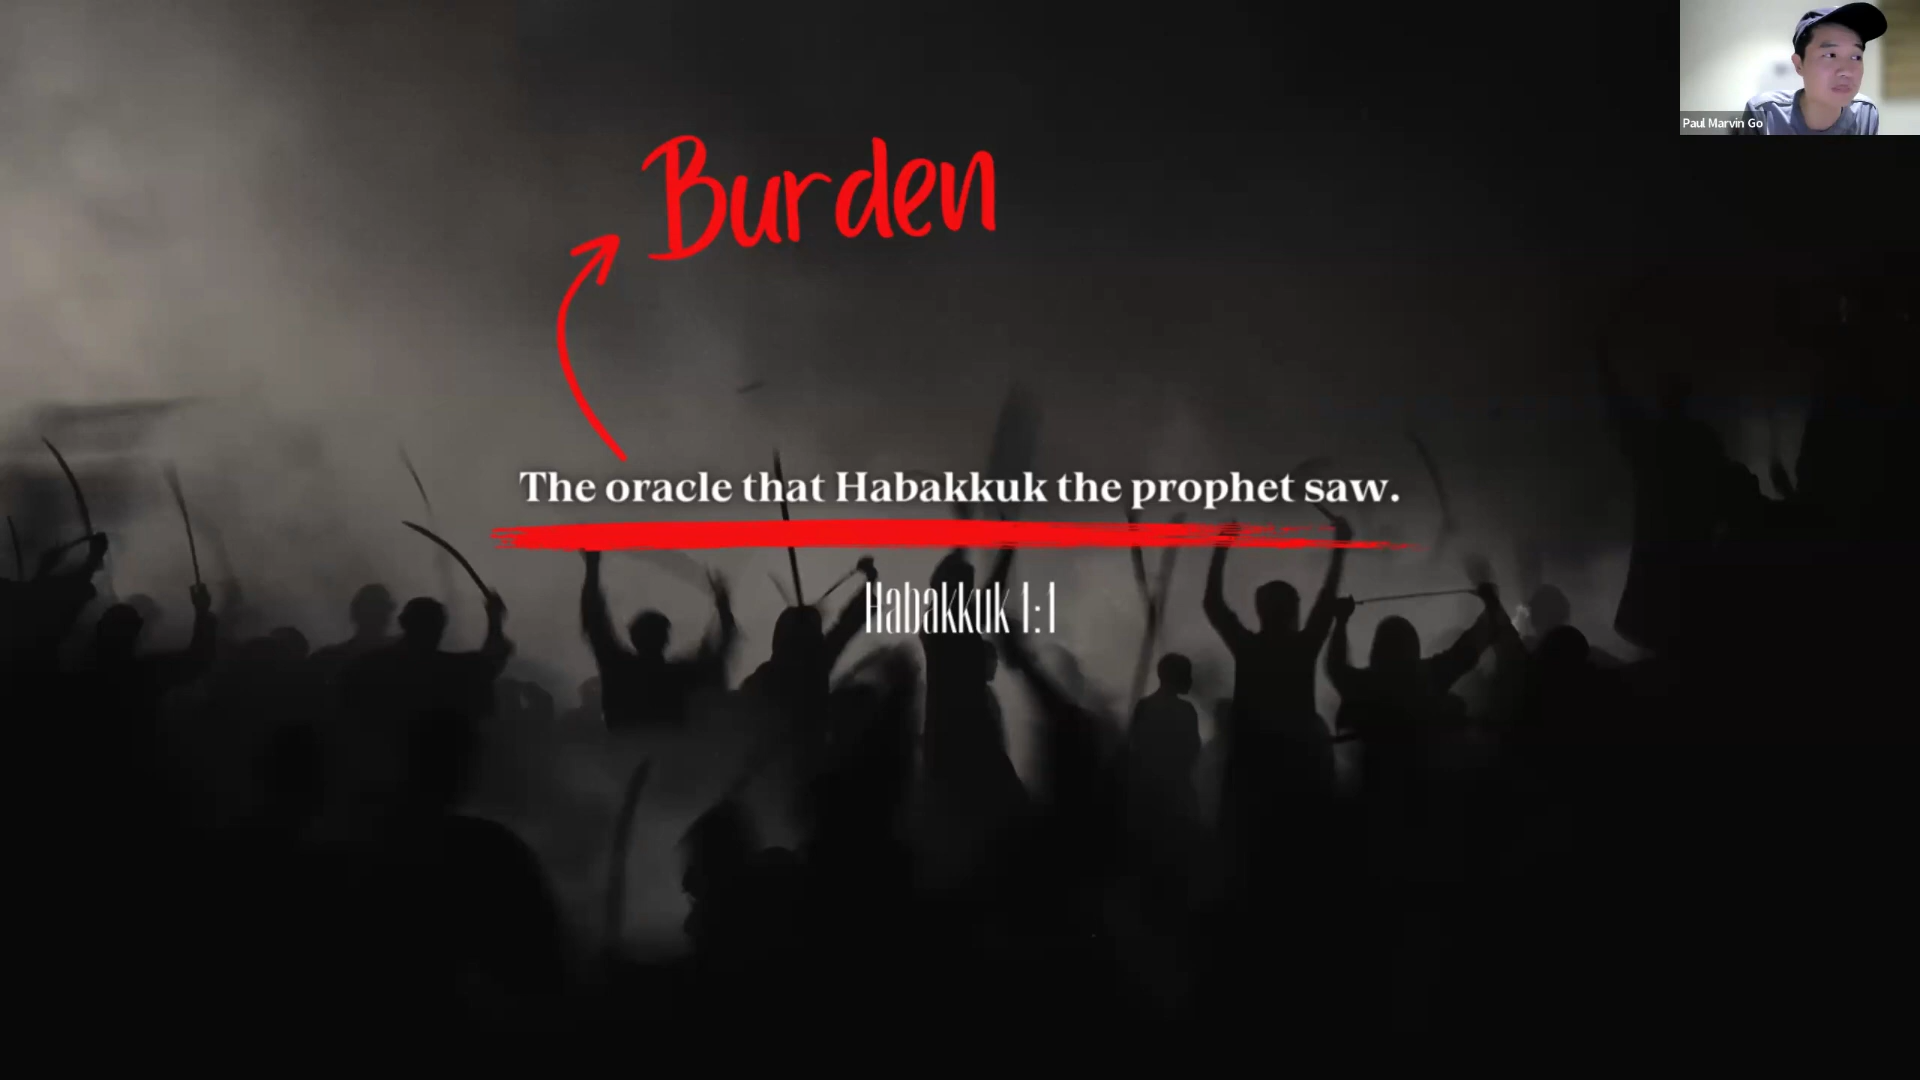 Paul Marvin Go
Burden
The oracle that Habakkuk the prophet saw.
Habakkuk 1:1